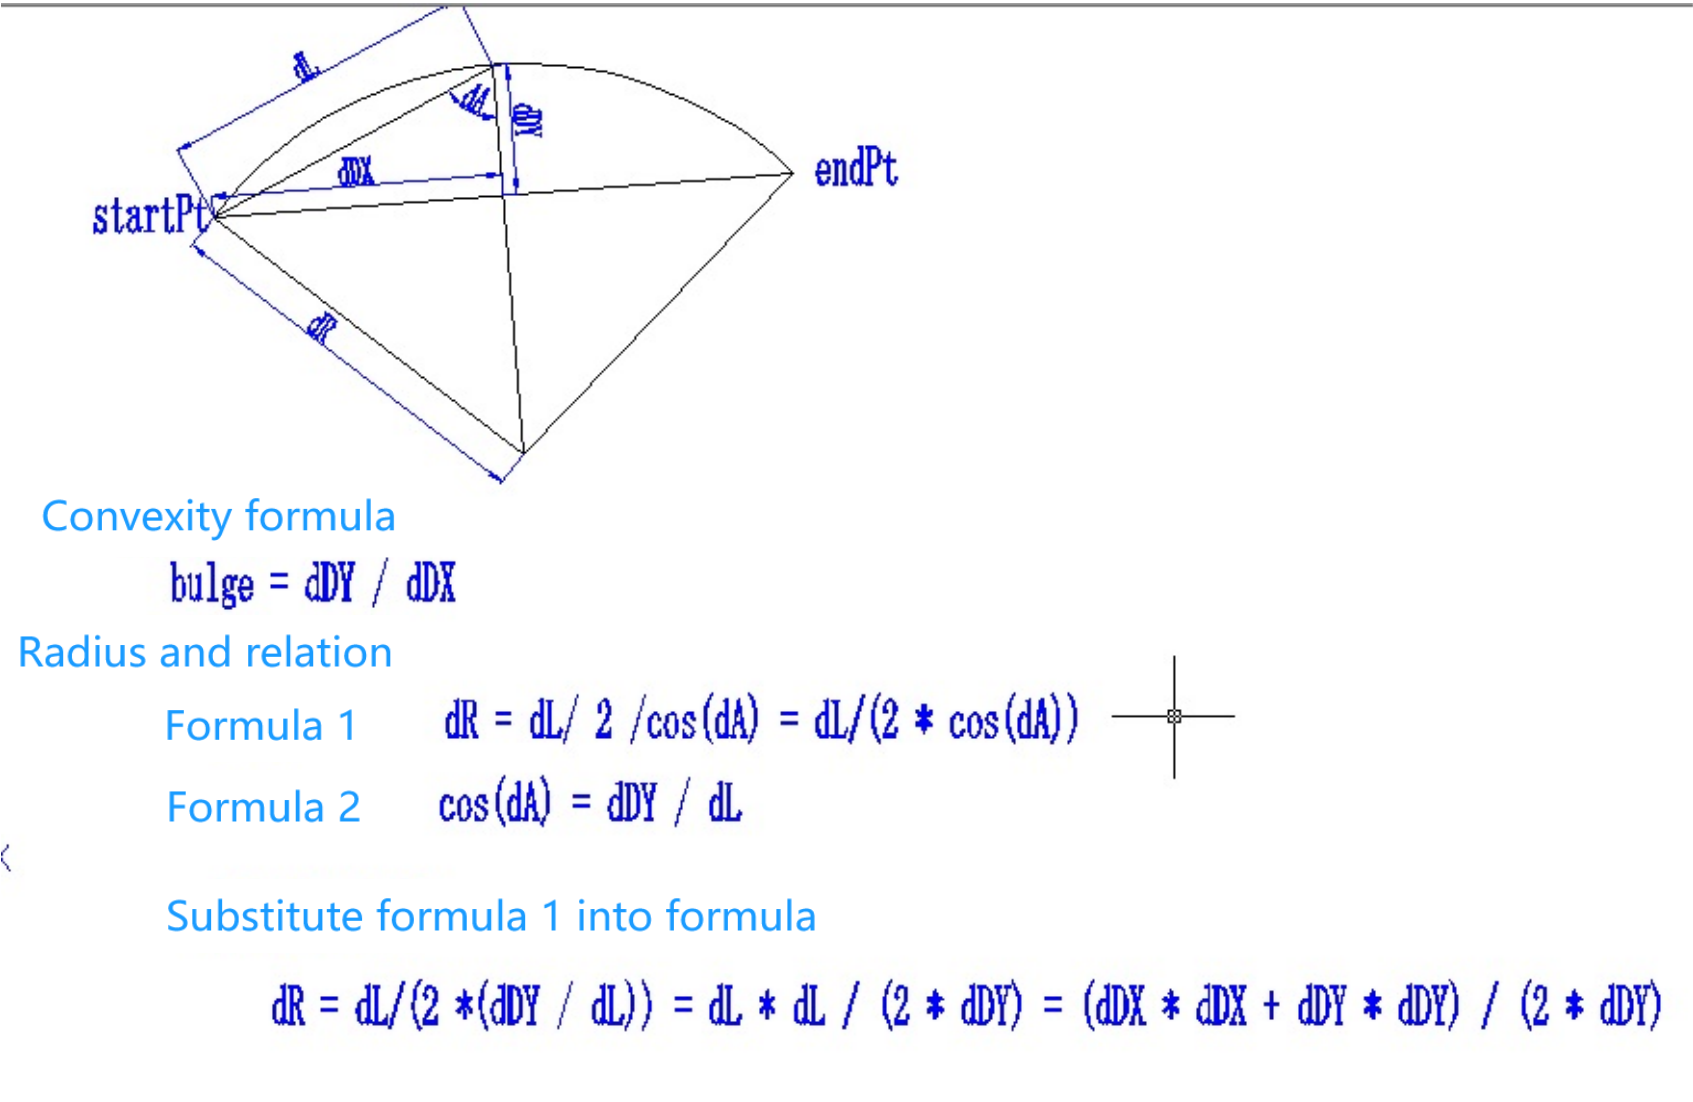 dL
dA
dDY
dDX
endPt
startPt
dR
Convexity formula
bulge = dDY / dDX
Radius and relation
Formula 1 dR = dL/ 2 /cos(dA) = dL/(2 * cos(dA))
Formula 2 cos(dA) = dDY / dL
Substitute formula 1 into formula
dR = dL/(2 *(dDY / dL)) = dL * dL / (2 * dDY) = (dDX * dDX + dDY * dDY) / (2 * dDY)